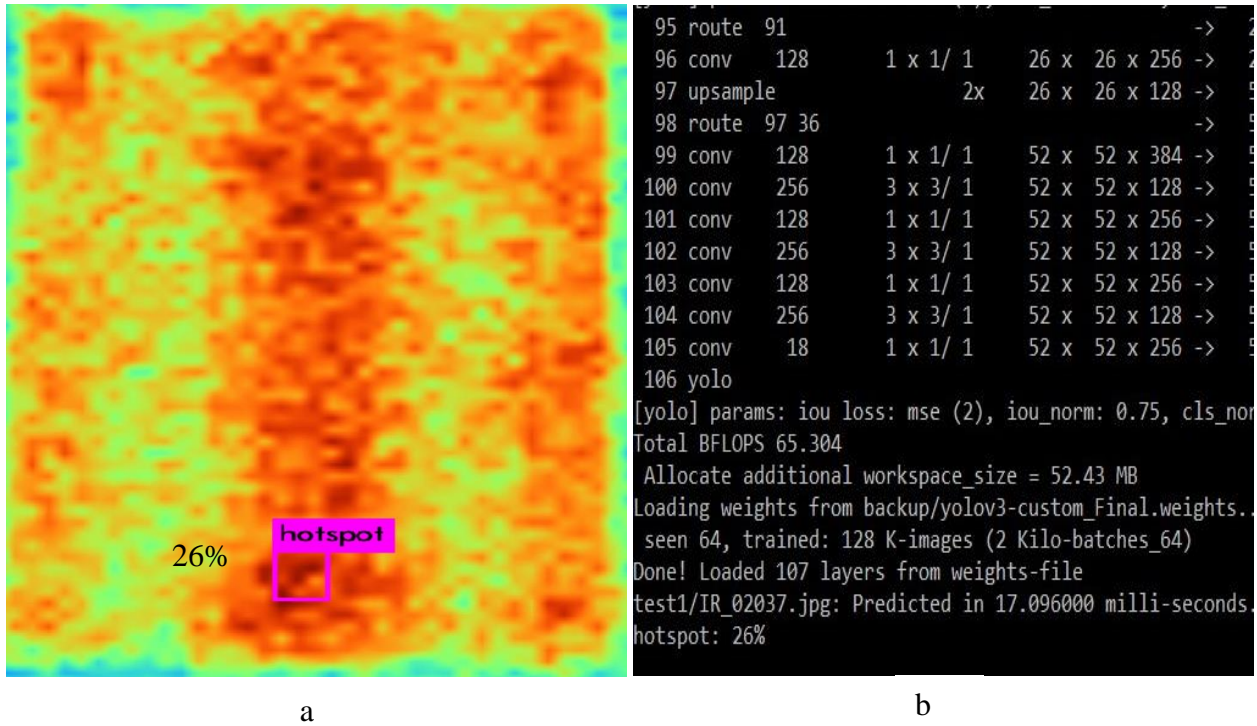 hotspot
26%
95 route 91 ->
96 conv 128 1 x 1/ 1 26 x 26 x 256 ->
97 upsample 2x 26 x 26 x 128 ->
98 route 97 36 ->
99 conv 128 1 x 1/ 1 52 x 52 x 384 ->
100 conv 256 3 x 3/ 1 52 x 52 x 128 ->
101 conv 128 1 x 1/ 1 52 x 52 x 256 ->
102 conv 256 3 x 3/ 1 52 x 52 x 128 ->
103 conv 128 1 x 1/ 1 52 x 52 x 256 ->
104 conv 256 3 x 3/ 1 52 x 52 x 128 ->
105 conv 18 1 x 1/ 1 52 x 52 x 256 ->
106 yolo
[yolo] params: iou loss: mse (2), iou_norm: 0.75,
Total BFLOPS 65.304
Allocate additional workspace_size = 52.43 MB
Loading weights from backup/yolov3-custom_Final.weights..
seen 64, trained: 128 K-images (2 Kilo-batches_64)
Done! Loaded 107 layers from weights-file
test1/IR_02037.jpg: Predicted in 17.096000 milli-seconds.
hotspot: 26%
a
b